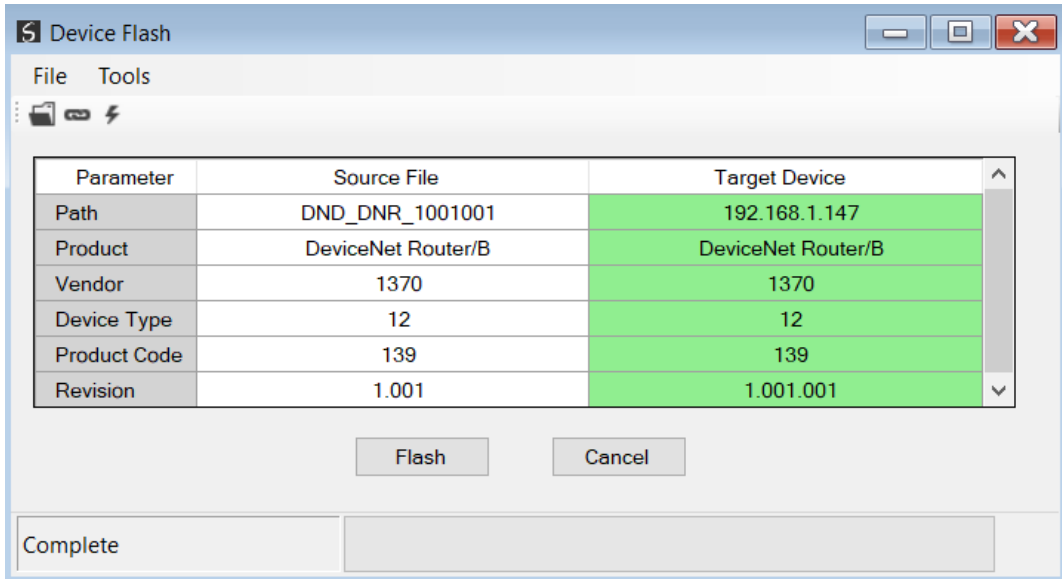 Device Flash
File Tools
Parameter Source File Target Device
Path DND_DNR_1001001 192.168.1.147
Product DeviceNet Router/B DeviceNet Router/B
Vendor 1370 1370
Device Type 12 12
Product Code 139 139
Revision 1.001 1.001.001
Flash Cancel
Complete